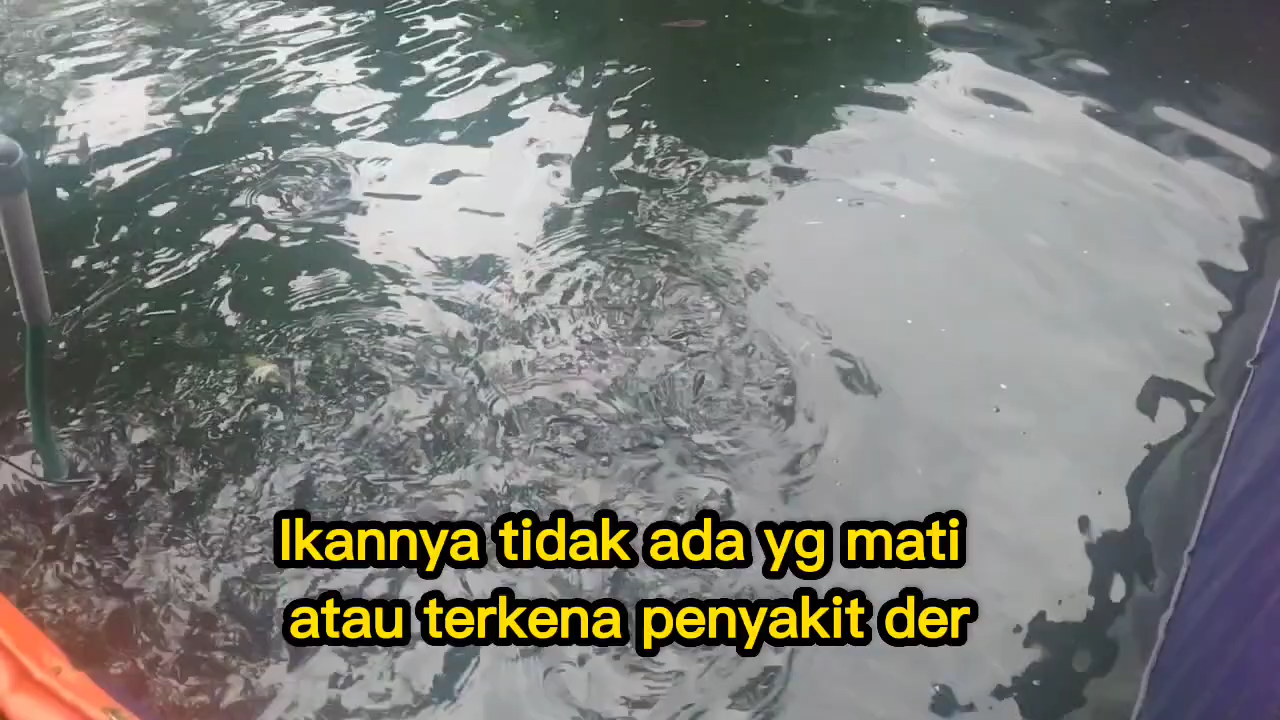 Ikannya tidak ada yg mati
atau terkena penyakit der